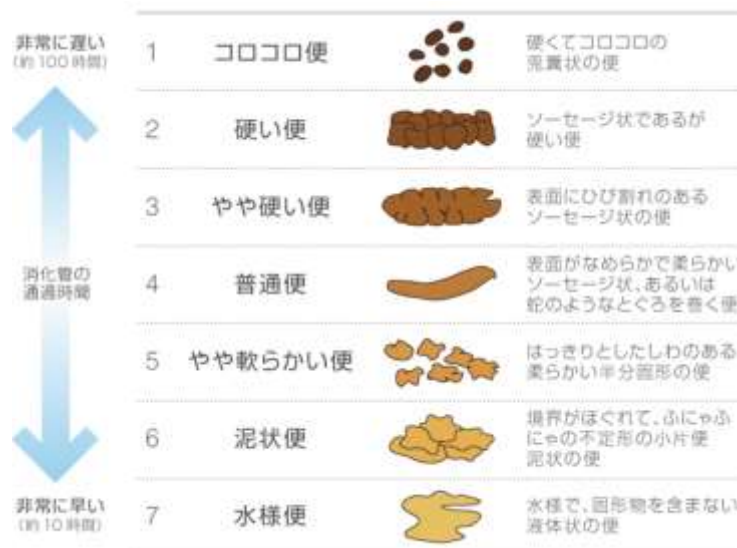 非常に遅い
(約100時間)
消化管の
通過時間
非常に早い
(約10時間)
1 コロコロ便 硬くてコロコロの
兎糞状の便
2 硬い便 ソーセージ状であるが
硬い便
3 やや硬い便 表面にひび割れのある
ソーセージ状の便
4 普通便 表面がなめらかで柔らかい
ソーセージ状、あるいは
蛇のようなとぐろを巻く便
5 やや軟らかい便 はっきりとしたしわのある
柔らかい半分固形の便
6 泥状便 境界がほぐれて、ふにゃふ
にゃの不定形の小片便
泥状の便
7 水様便 水様で、固形物を含まない
液体状の便